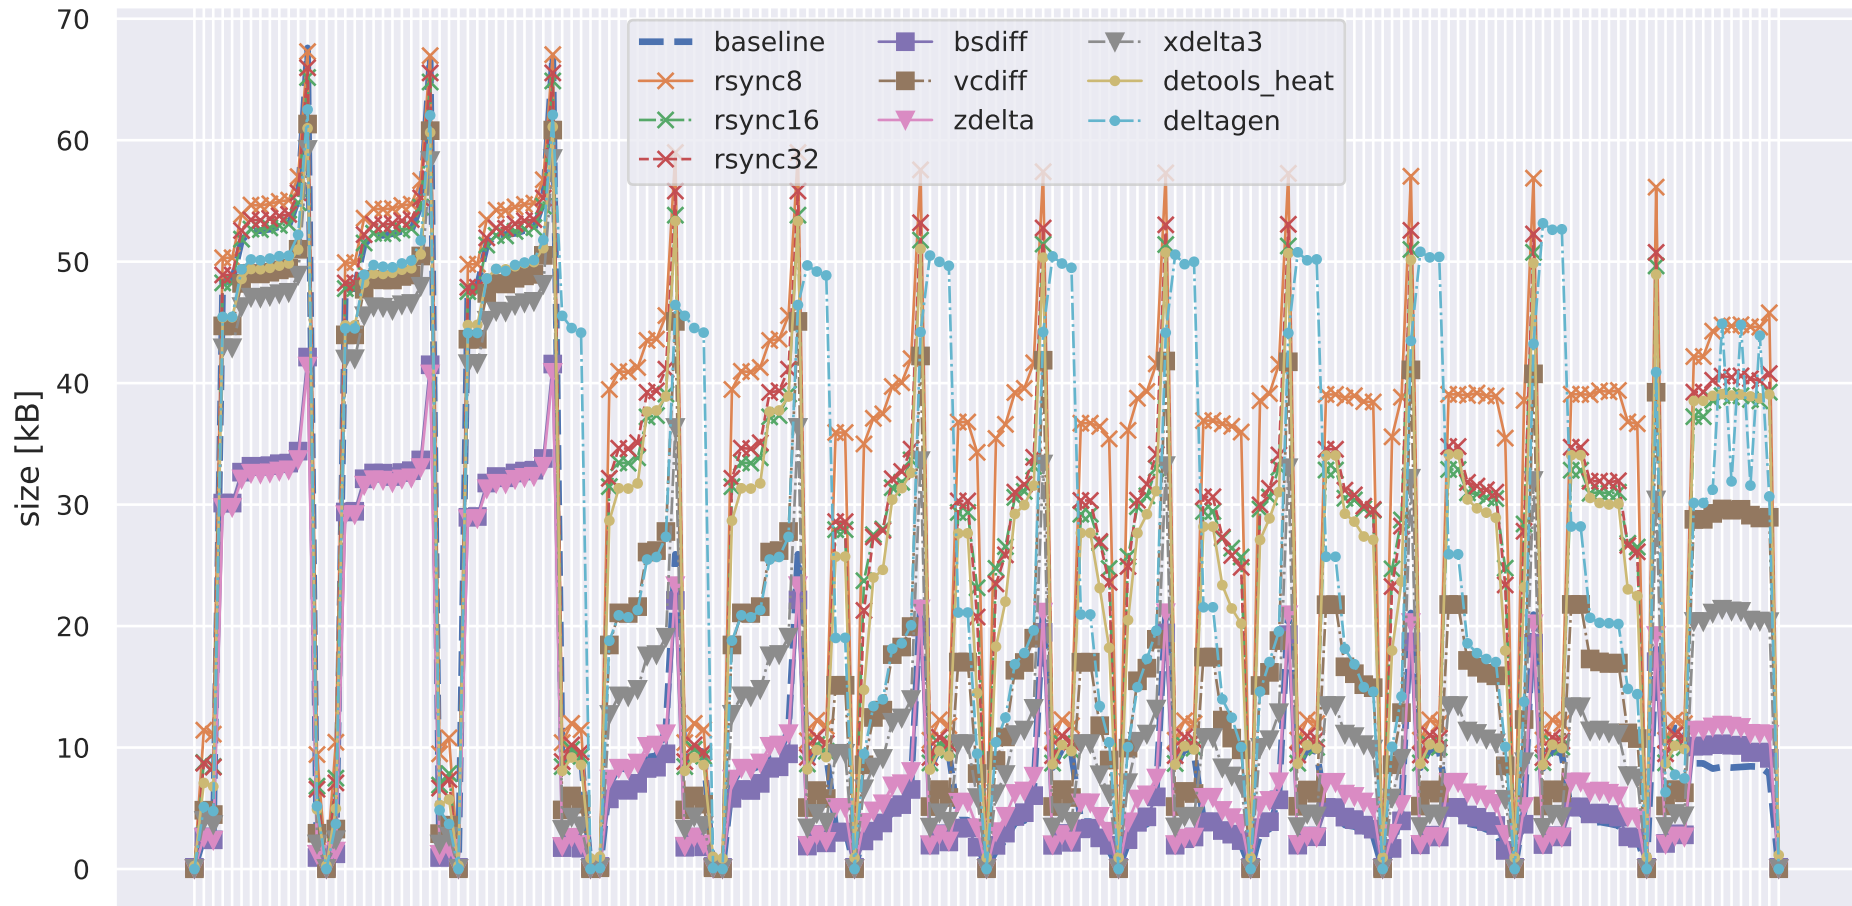 70
60
50
40
30
20
10
0
size [kB]
baseline
rsync8
rsync16
rsync32
bsdiff
vcdiff
zdelta
xdelta3
detools_heat
deltagen